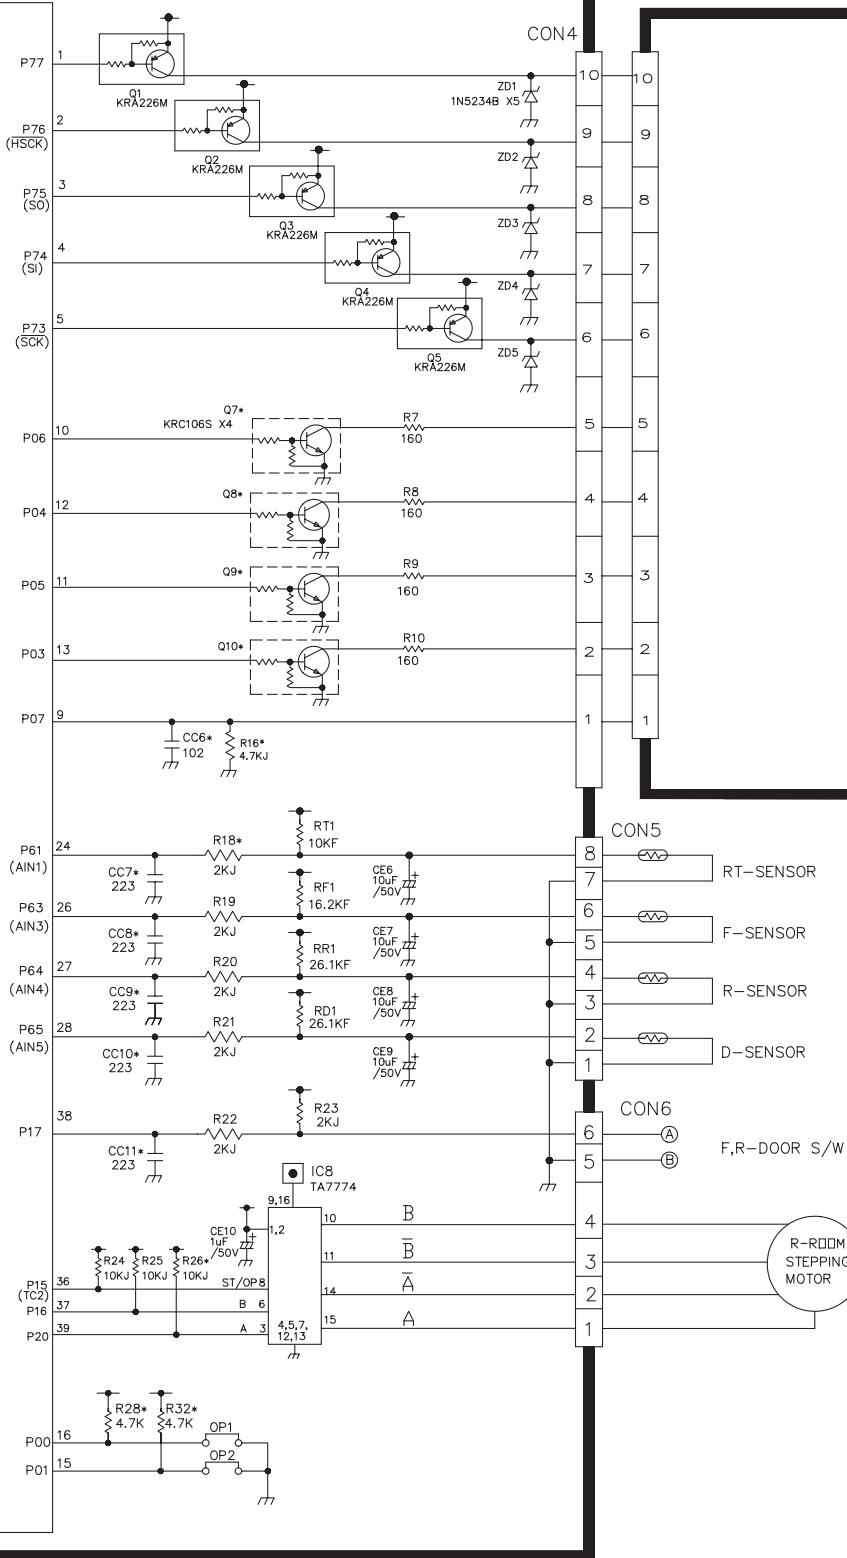 CON4
P77 1
Q1
KRA226M
ZD1
1N5234B X5
10 10
P76 2
(HSCK)
Q2
KRA226M
ZD2
9 9
P75 3
(SO)
Q3
KRA226M
ZD3
8 8
P74 4
(SI)
Q4
KRA226M
ZD4
7 7
P73 5
(SCK)
Q5
KRA226M
ZD5
6 6
Q7*
KRC106S X4
P06 10
R7
160
5 5
Q8*
P04 12
R8
160
4 4
Q9*
P05 11
R9
160
3 3
Q10*
P03 13
R10
160
2 2
P07 9
CC6*
102
R16*
4.7KJ
1 1
CON5
P61 24
(AIN1)
CC7*
223
R18*
2KJ
RT1
10KF
CE6
10uF
/50V
8
7
RT-SENSOR
P63 26
(AIN3)
CC8*
223
R19
2KJ
RF1
16.2KF
CE7
10uF
/50V
6
5
F-SENSOR
P64 27
(AIN4)
CC9*
223
R20
2KJ
RR1
26.1KF
CE8
10uF
/50V
4
3
R-SENSOR
P65 28
(AIN5)
CC10*
223
R21
2KJ
RD1
26.1KF
CE9
10uF
/50V
2
1
D-SENSOR
CON6
P17 38
CC11*
223
R22
2KJ
R23
2KJ
6 A
5 B
F,R-DOOR S/W
IC8
TA7774
9,16
1,2
CE10
1uF
/50V
10 B 4
11 B̅ 3
14 A̅ 2
15 A 1
R-ROOM
STEPPING
MOTOR
R24
10KJ
R25
10KJ
R26*
10KJ
P15 36
(TC2)
ST/OP 8
P16 37
B 6
P20 39
A 3
4,5,7,
12,13
R28*
4.7K
R32*
4.7K
P00 16
OP1
P01 15
OP2